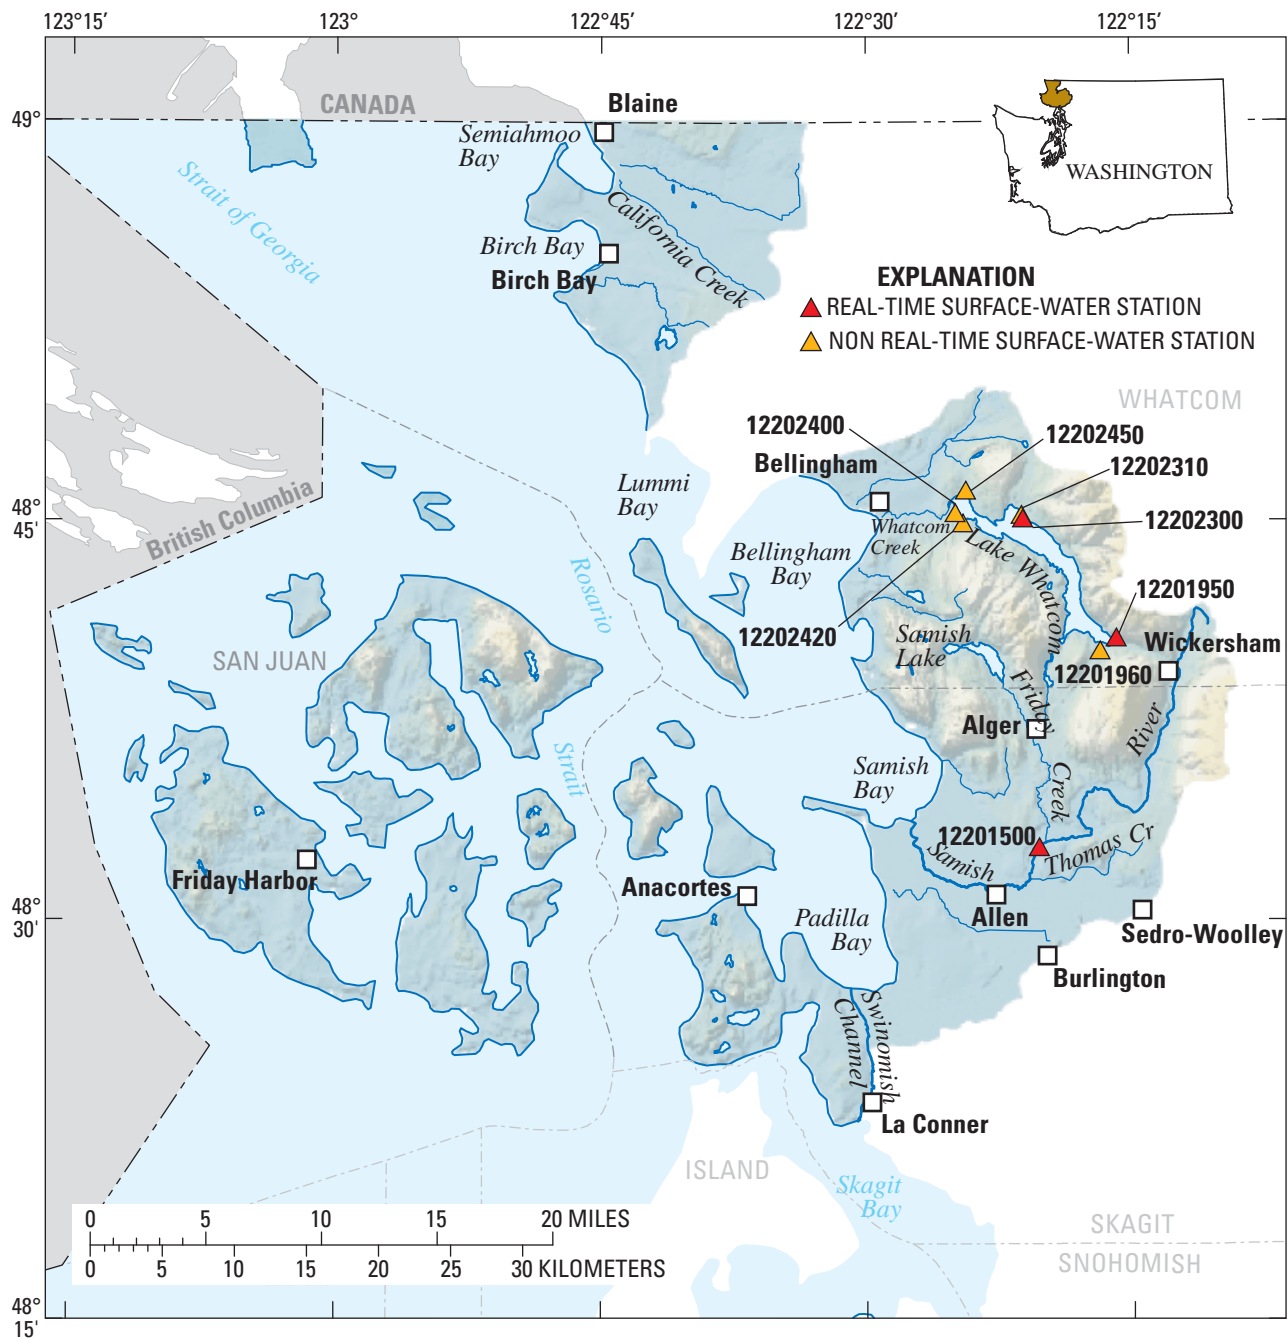 123°15'
123°
122°45'
122°30'
122°15'
49°
CANADA
Blaine
Semiahmoo
Bay
WASHINGTON
Strait of Georgia
California Creek
Birch Bay
Birch Bay
EXPLANATION
REAL-TIME SURFACE-WATER STATION
NON REAL-TIME SURFACE-WATER STATION
WHATCOM
12202400
12202450
Bellingham
12202310
Lummi
Bay
48°
45'
British Columbia
12202300
Whatcom
Creek
Lake Whatcom
Bellingham
Bay
Rosario
12201950
12202420
Samish
Lake
Wickersham
SAN JUAN
12201960
Friday
Alger
River
Strait
Samish
Bay
Creek
12201500
Thomas Cr
Samish
Friday Harbor
Anacortes
Allen
48°
30'
Padilla
Bay
Sedro-Woolley
Burlington
Swinomish
Channel
La Conner
ISLAND
Skagit
Bay
0 5 10 15 20 MILES
0 5 10 15 20 25 30 KILOMETERS
SKAGIT
SNOHOMISH
48°
15'